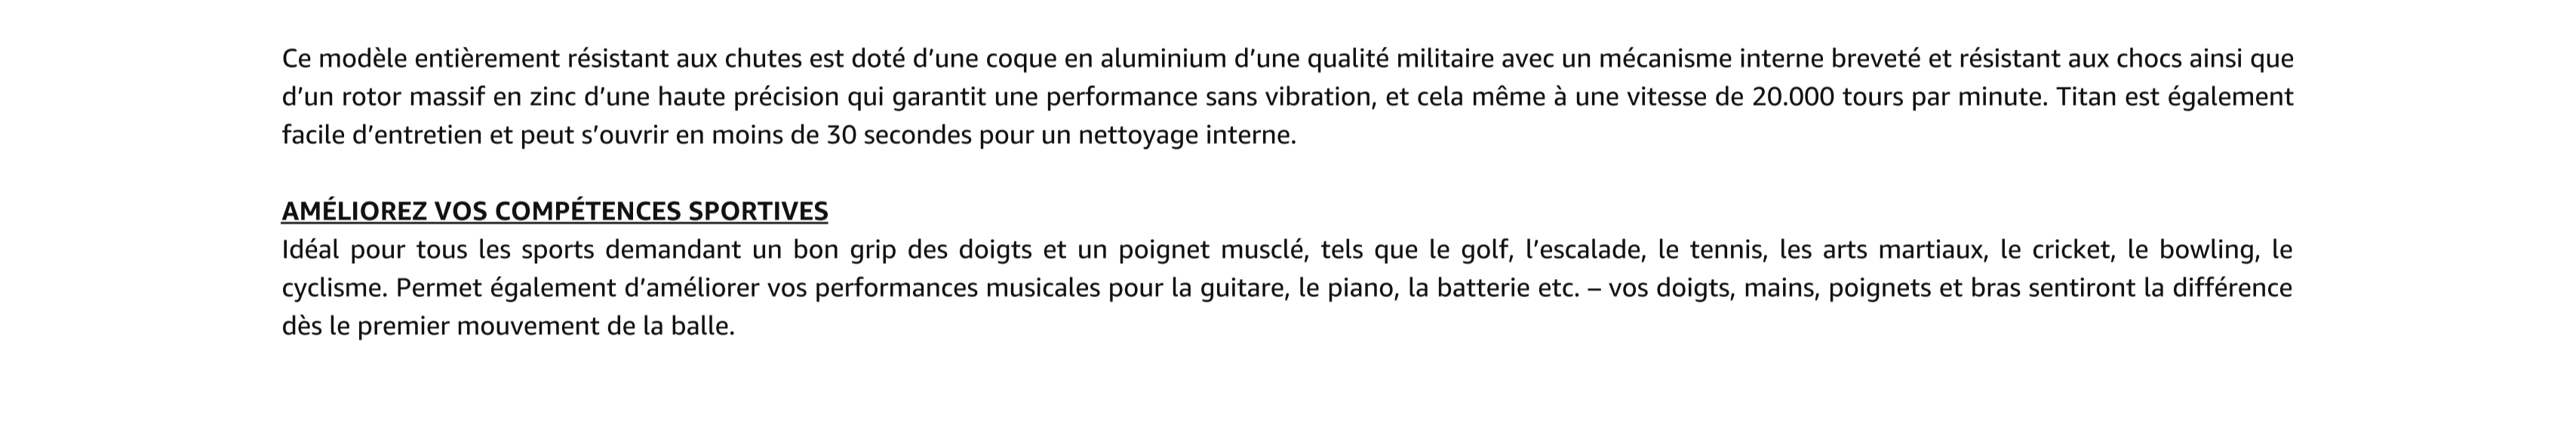 Ce modèle entièrement résistant aux chutes est doté d’une coque en aluminium d’une qualité militaire avec un mécanisme interne breveté et résistant aux chocs ainsi que
d’un rotor massif en zinc d’une haute précision qui garantit une performance sans vibration, et cela même à une vitesse de 20.000 tours par minute. Titan est également
facile d’entretien et peut s’ouvrir en moins de 30 secondes pour un nettoyage interne.
AMÉLIOREZ VOS COMPÉTENCES SPORTIVES
Idéal pour tous les sports demandant un bon grip des doigts et un poignet musclé, tels que le golf, l’escalade, le tennis, les arts martiaux, le cricket, le bowling, le
cyclisme. Permet également d’améliorer vos performances musicales pour la guitare, le piano, la batterie etc. – vos doigts, mains, poignets et bras sentiront la différence
dès le premier mouvement de la balle.